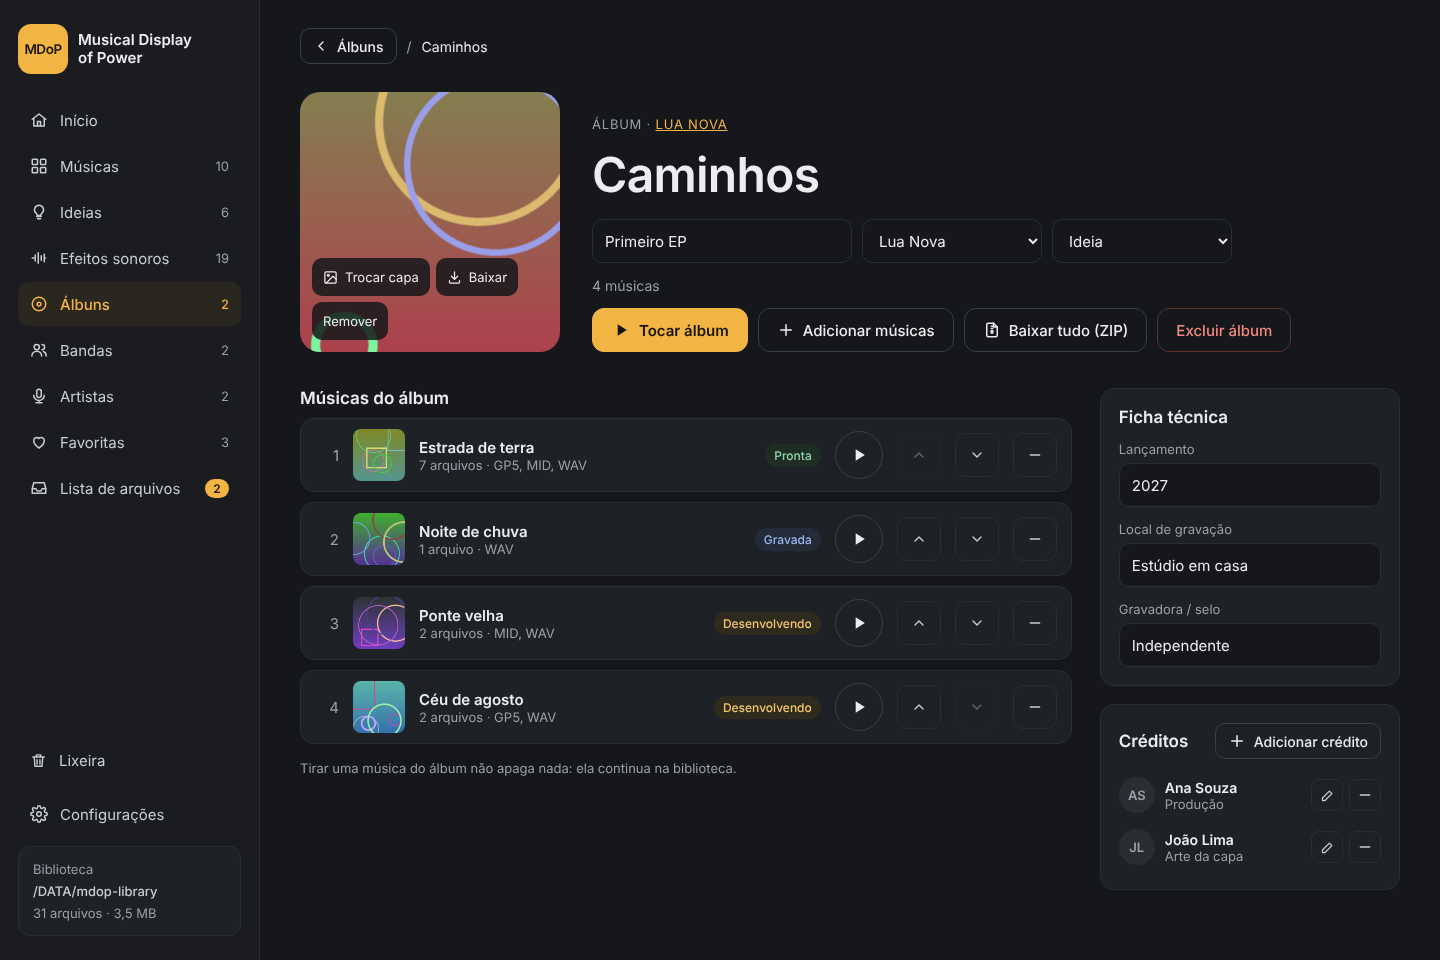 MDoP
Musical Display
of Power
Início
Músicas 10
Ideias 6
Efeitos sonoros 19
Álbuns 2
Bandas 2
Artistas 2
Favoritas 3
Lista de arquivos 2
Lixeira
Configurações
Biblioteca
/DATA/mdop-library
31 arquivos · 3,5 MB
Álbuns / Caminhos
Trocar capa
Baixar
Remover
ÁLBUM · LUA NOVA
Caminhos
Primeiro EP
Lua Nova
Ideia
4 músicas
Tocar álbum
Adicionar músicas
Baixar tudo (ZIP)
Excluir álbum
Músicas do álbum
1
Estrada de terra
7 arquivos · GP5, MID, WAV
Pronta
2
Noite de chuva
1 arquivo · WAV
Gravada
3
Ponte velha
2 arquivos · MID, WAV
Desenvolvendo
4
Céu de agosto
2 arquivos · GP5, WAV
Desenvolvendo
Tirar uma música do álbum não apaga nada: ela continua na biblioteca.
Ficha técnica
Lançamento
2027
Local de gravação
Estúdio em casa
Gravadora / selo
Independente
Créditos
Adicionar crédito
AS
Ana Souza
Produção
JL
João Lima
Arte da capa